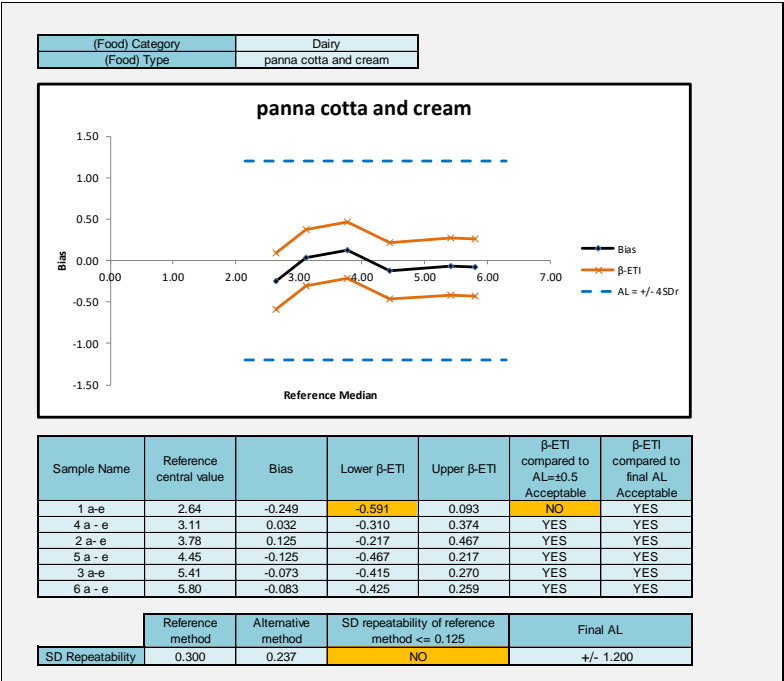 (Food) Category Dairy
(Food) Type panna cotta and cream
panna cotta and cream
1.50
1.00
0.50
0.00
-0.50
-1.00
-1.50
0.00 1.00 2.00 3.00 4.00 5.00 6.00 7.00
Bias
Reference Median
Bias
β-ETI
AL = +/- 4SDr
Sample Name Reference central value Bias Lower β-ETI Upper β-ETI β-ETI compared to AL=±0.5 Acceptable β-ETI compared to final AL Acceptable
1 a-e 2.64 -0.249 -0.591 0.093 NO YES
4 a - e 3.11 0.032 -0.310 0.374 YES YES
2 a- e 3.78 0.125 -0.217 0.467 YES YES
5 a - e 4.45 -0.125 -0.467 0.217 YES YES
3 a-e 5.41 -0.073 -0.415 0.270 YES YES
6 a - e 5.80 -0.083 -0.425 0.259 YES YES
Reference method Alternative method SD repeatability of reference method <= 0.125 Final AL
SD Repeatability 0.300 0.237 NO +/- 1.200